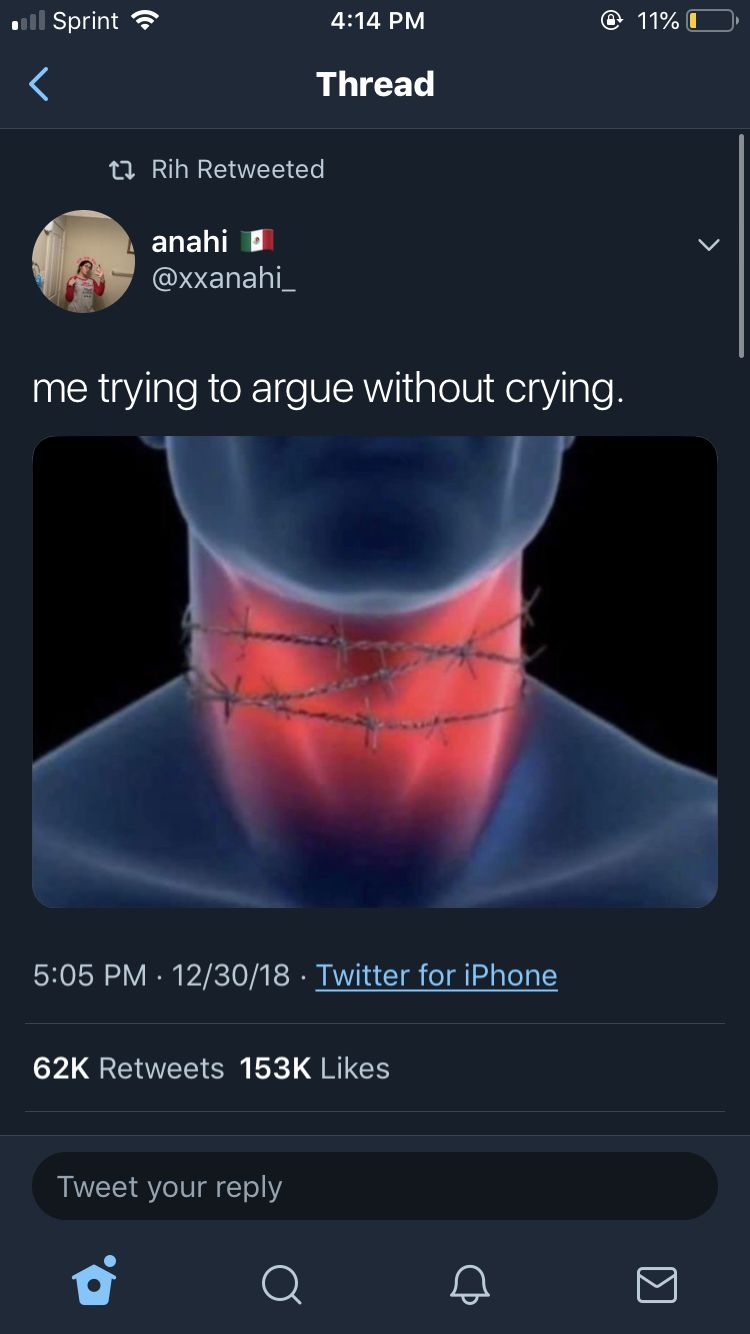 Sprint 4:14 PM 11%
Thread
Rih Retweeted
anahi 🇲🇽
@xxanahi_
me trying to argue without crying.
5:05 PM · 12/30/18 · Twitter for iPhone
62K Retweets 153K Likes
Tweet your reply